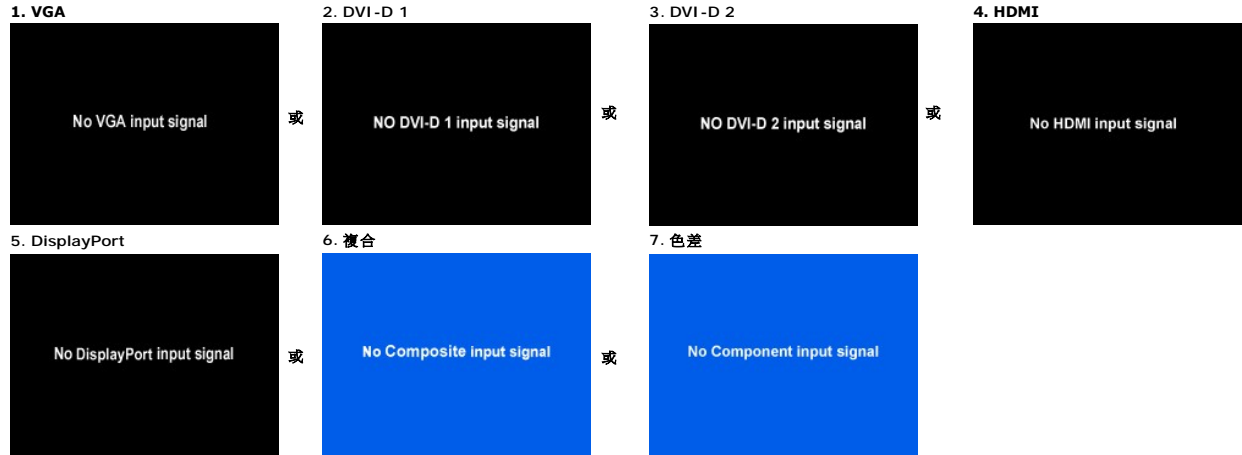 1. VGA
2. DVI-D 1
3. DVI-D 2
4. HDMI
No VGA input signal
或
NO DVI-D 1 input signal
或
NO DVI-D 2 input signal
或
No HDMI input signal
5. DisplayPort
6. 複合
7. 色差
No DisplayPort input signal
或
No Composite input signal
或
No Component input signal